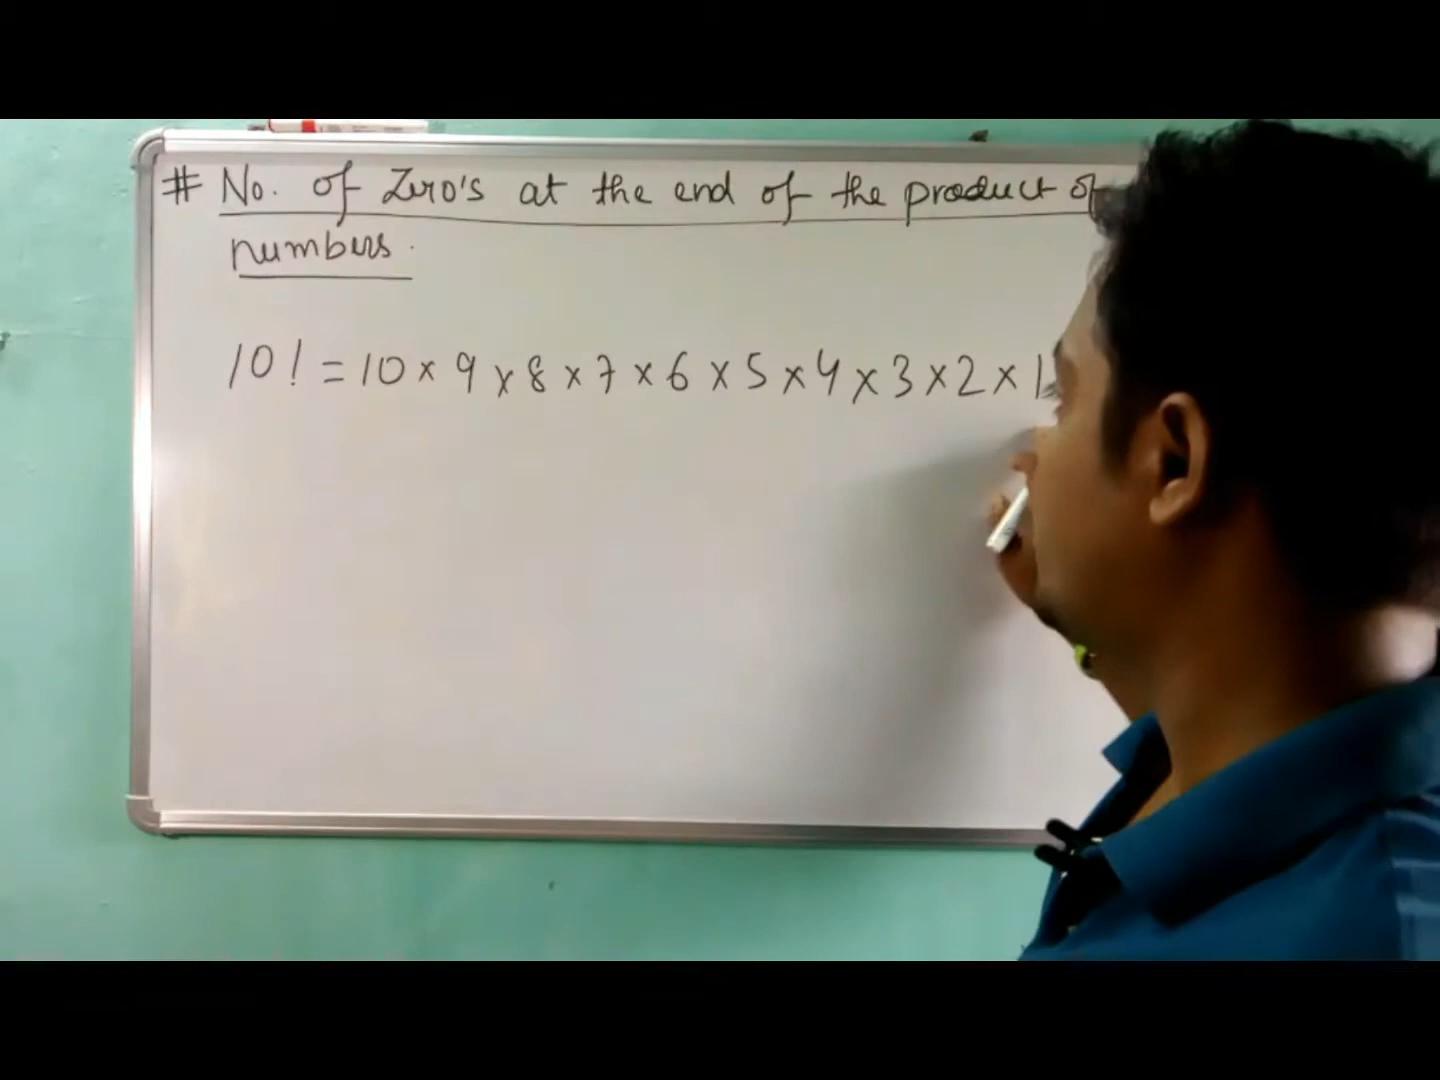 # No. of Zero's at the end of the product of
numbers.
10! = 10 × 9 × 8 × 7 × 6 × 5 × 4 × 3 × 2 × 1